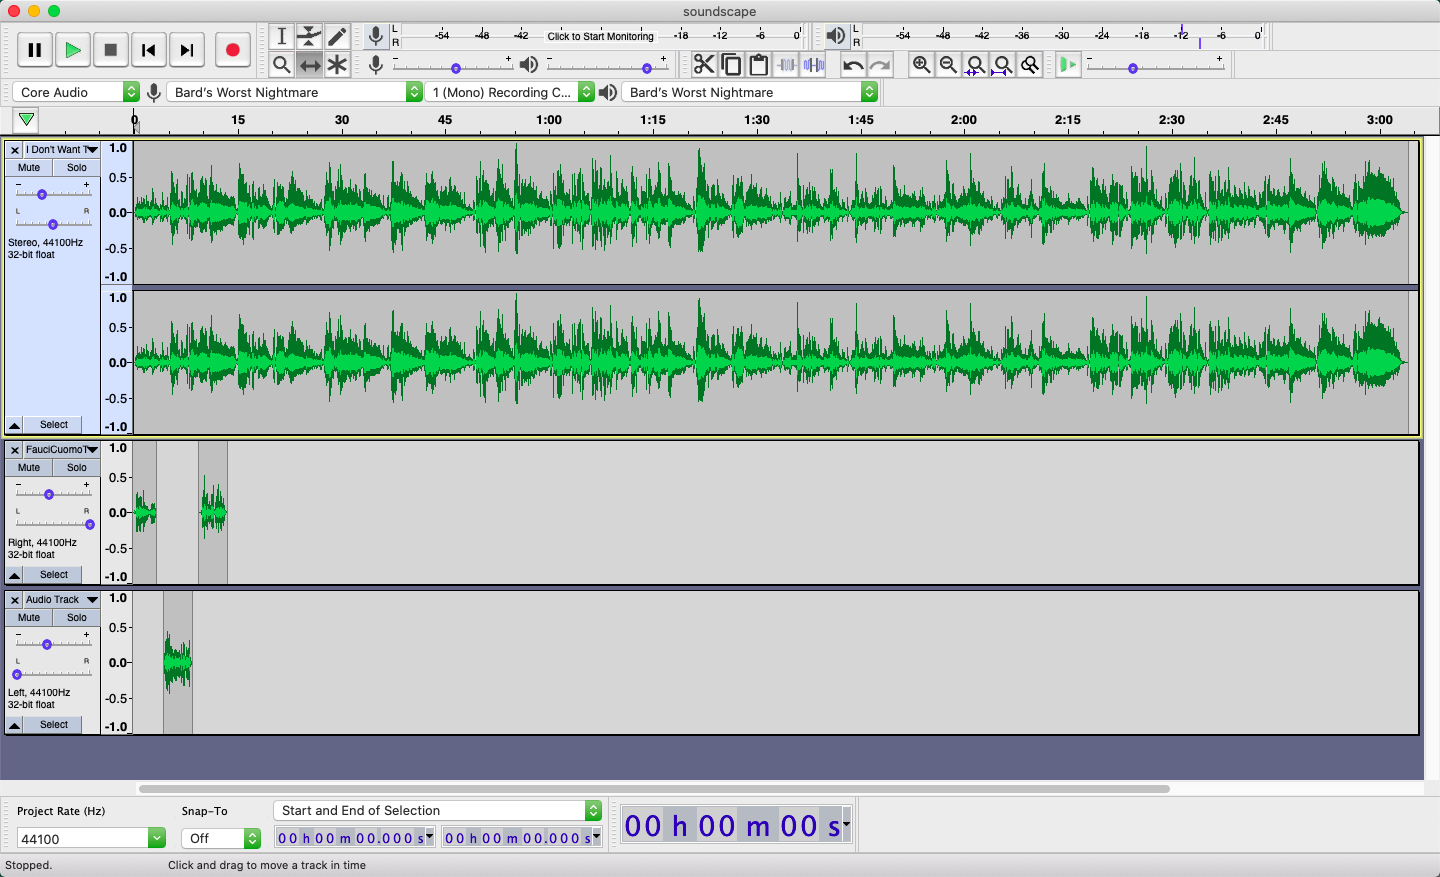 soundscape
L
R
-54 -48 -42 Click to Start Monitoring -18 -12 -6 0
L
R
-54 -48 -42 -36 -30 -24 -18 -12 -6 0
- + - +
- +
Core Audio
Bard's Worst Nightmare
1 (Mono) Recording C...
Bard's Worst Nightmare
0 15 30 45 1:00 1:15 1:30 1:45 2:00 2:15 2:30 2:45 3:00
× I Don't Want T
Mute Solo
- +
L R
Stereo, 44100Hz
32-bit float
Select
1.0
0.5-
0.0-
-0.5-
-1.0
1.0
0.5-
0.0-
-0.5-
-1.0
× FauciCuomoT
Mute Solo
- +
L R
Right, 44100Hz
32-bit float
Select
1.0
0.5-
0.0-
-0.5-
-1.0
× Audio Track
Mute Solo
- +
L R
Left, 44100Hz
32-bit float
Select
1.0
0.5-
0.0-
-0.5-
-1.0
Project Rate (Hz)
44100
Snap-To
Off
Start and End of Selection
00 h 00 m 00.000 s
00 h 00 m 00.000 s
00 h 00 m 00 s
Stopped.
Click and drag to move a track in time